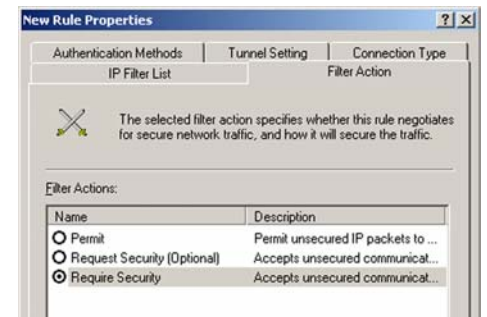 New Rule Properties
Authentication Methods Tunnel Setting Connection Type
IP Filter List Filter Action
The selected filter action specifies whether this rule negotiates
for secure network traffic, and how it will secure the traffic.
Filter Actions:
Name Description
Permit Permit unsecured IP packets to ...
Request Security (Optional) Accepts unsecured communicat...
Require Security Accepts unsecured communicat...